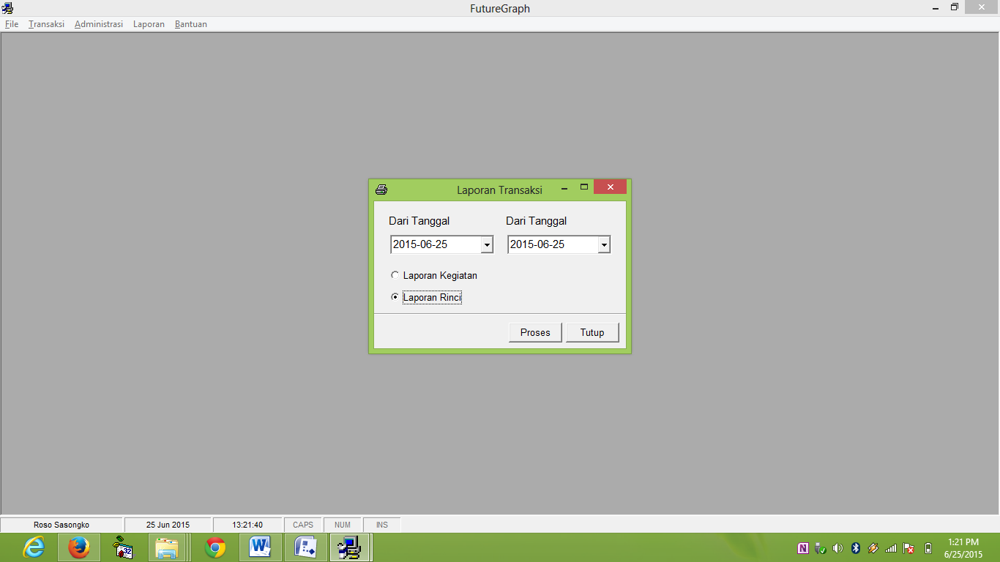 FutureGraph
File Transaksi Administrasi Laporan Bantuan
Laporan Transaksi
Dari Tanggal Dari Tanggal
2015-06-25 2015-06-25
Laporan Kegiatan
Laporan Rinci
Proses Tutup
Roso Sasongko 25 Jun 2015 13:21:40 CAPS NUM INS
32
W
N
1:21 PM
6/25/2015